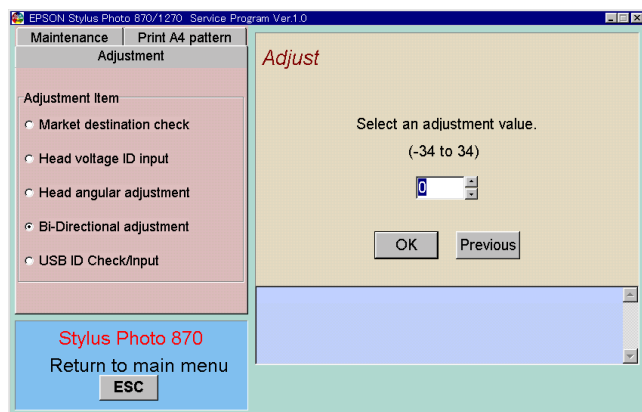 EPSON Stylus Photo 870/1270 Service Program Ver.1.0
Maintenance
Print A4 pattern
Adjustment
Adjustment Item
Market destination check
Head voltage ID input
Head angular adjustment
Bi-Directional adjustment
USB ID Check/Input
Adjust
Select an adjustment value.
(-34 to 34)
0
OK
Previous
Stylus Photo 870
Return to main menu
ESC